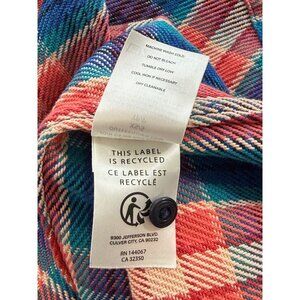 MACHINE WASH COLD
DO NOT BLEACH
TUMBLE DRY LOW
COOL IRON IF NECESSARY
DRY CLEANABLE
THIS LABEL
IS RECYCLED
CE LABEL EST
RECYCLÉ
8300 JEFFERSON BLVD.
CULVER CITY, CA 90232
RN 144067
CA 32350